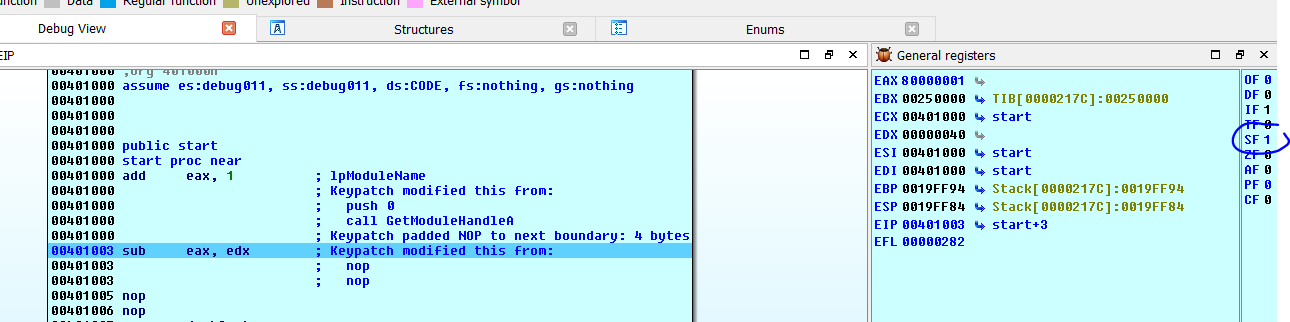 unction Data Regular function Unexplored Instruction External symbol
Debug View Structures Enums
EIP General registers
00401000 ;org 401000h
00401000 assume es:debug011, ss:debug011, ds:CODE, fs:nothing, gs:nothing
00401000
00401000
00401000
00401000 public start
00401000 start proc near
00401000 add eax, 1 ; lpModuleName
00401000 ; Keypatch modified this from:
00401000 ; push 0
00401000 ; call GetModuleHandleA
00401000 ; Keypatch padded NOP to next boundary: 4 bytes
00401003 sub eax, edx ; Keypatch modified this from:
00401003 ; nop
00401003 ; nop
00401005 nop
00401006 nop
EAX 80000001
EBX 00250000 TIB[0000217C]:00250000
ECX 00401000 start
EDX 00000040
ESI 00401000 start
EDI 00401000 start
EBP 0019FF94 Stack[0000217C]:0019FF94
ESP 0019FF84 Stack[0000217C]:0019FF84
EIP 00401003 start+3
EFL 00000282
OF 0
DF 0
IF 1
TF 0
SF 1
ZF 0
AF 0
PF 0
CF 0